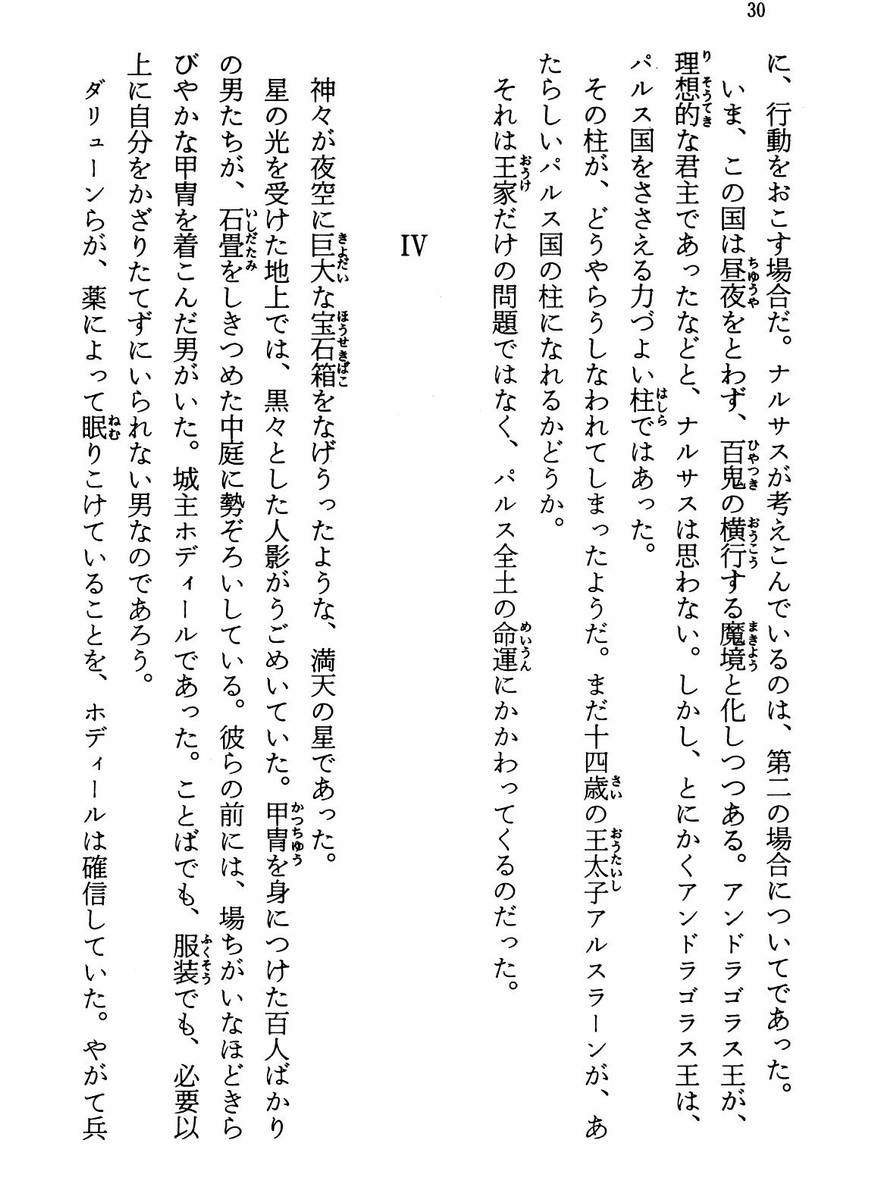 30
に、行動をおこす場合だ。ナルサスが考えこんでいるのは、第二の場合についてであった。
いま、この国は昼夜をとわず、百鬼の横行する魔境と化しつつある。アンドラゴラス王が、
理想的な君主であったなどと、ナルサスは思わない。しかし、とにかくアンドラゴラス王は、
パルス国をささえる力づよい柱ではあった。
その柱が、どうやらうしなわれてしまったようだ。まだ十四歳の王太子アルスラーンが、あ
たらしいパルス国の柱になれるかどうか。
それは王家だけの問題ではなく、パルス全土の命運にかかわってくるのだった。
IV
神々が夜空に巨大な宝石箱をなげうったような、満天の星であった。
星の光を受けた地上では、黒々とした人影がうごめいていた。甲冑を身につけた百人ばかり
の男たちが、石畳をしきつめた中庭に勢ぞろいしている。彼らの前には、場ちがいなほどきら
びやかな甲冑を着こんだ男がいた。城主ホディールであった。ことばでも、服装でも、必要以
上に自分をかざりたてずにいられない男なのであろう。
ダリューンらが、薬によって眠りこけていることを、ホディールは確信していた。やがて兵